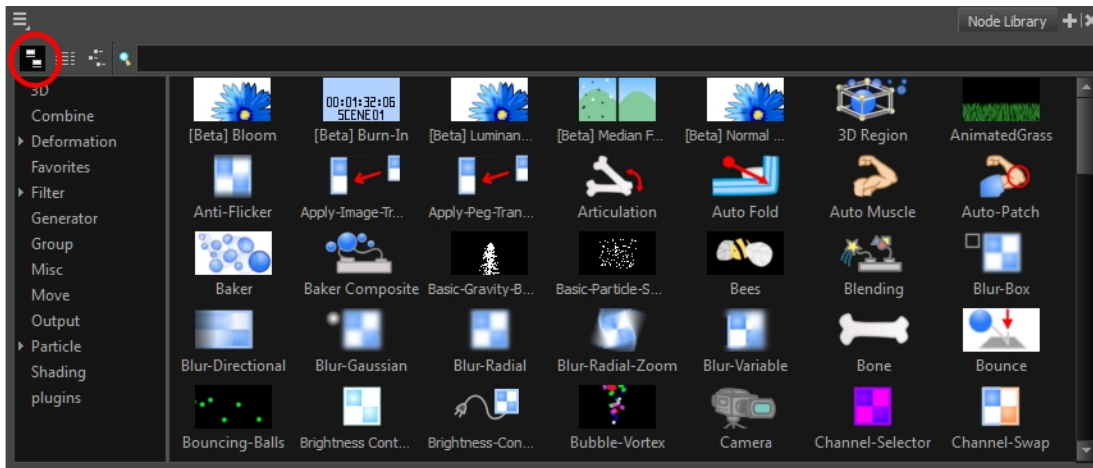 Node Library
3D
Combine
Deformation
Favorites
Filter
Generator
Group
Misc
Move
Output
Particle
Shading
plugins
00:01:32:06
SCENE01
[Beta] Bloom
[Beta] Burn-In
[Beta] Luminan...
[Beta] Median F...
[Beta] Normal ...
3D Region
AnimatedGrass
Anti-Flicker
Apply-Image-Tr...
Apply-Peg-Tran...
Articulation
Auto Fold
Auto Muscle
Auto-Patch
Baker
Baker Composite
Basic-Gravity-B...
Basic-Particle-S...
Bees
Blending
Blur-Box
Blur-Directional
Blur-Gaussian
Blur-Radial
Blur-Radial-Zoom
Blur-Variable
Bone
Bounce
Bouncing-Balls
Brightness Cont...
Brightness-Con...
Bubble-Vortex
Camera
Channel-Selector
Channel-Swap